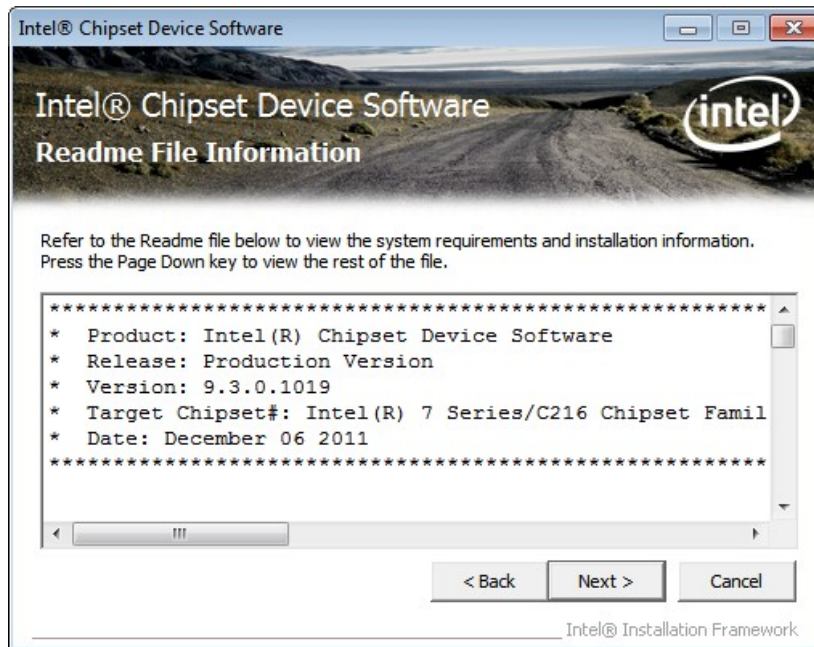 Intel® Chipset Device Software
Intel® Chipset Device Software
intel
Readme File Information
Refer to the Readme file below to view the system requirements and installation information.
Press the Page Down key to view the rest of the file.
********************************************************
* Product: Intel(R) Chipset Device Software
* Release: Production Version
* Version: 9.3.0.1019
* Target Chipset#: Intel(R) 7 Series/C216 Chipset Famil
* Date: December 06 2011
********************************************************
< Back Next > Cancel
Intel® Installation Framework